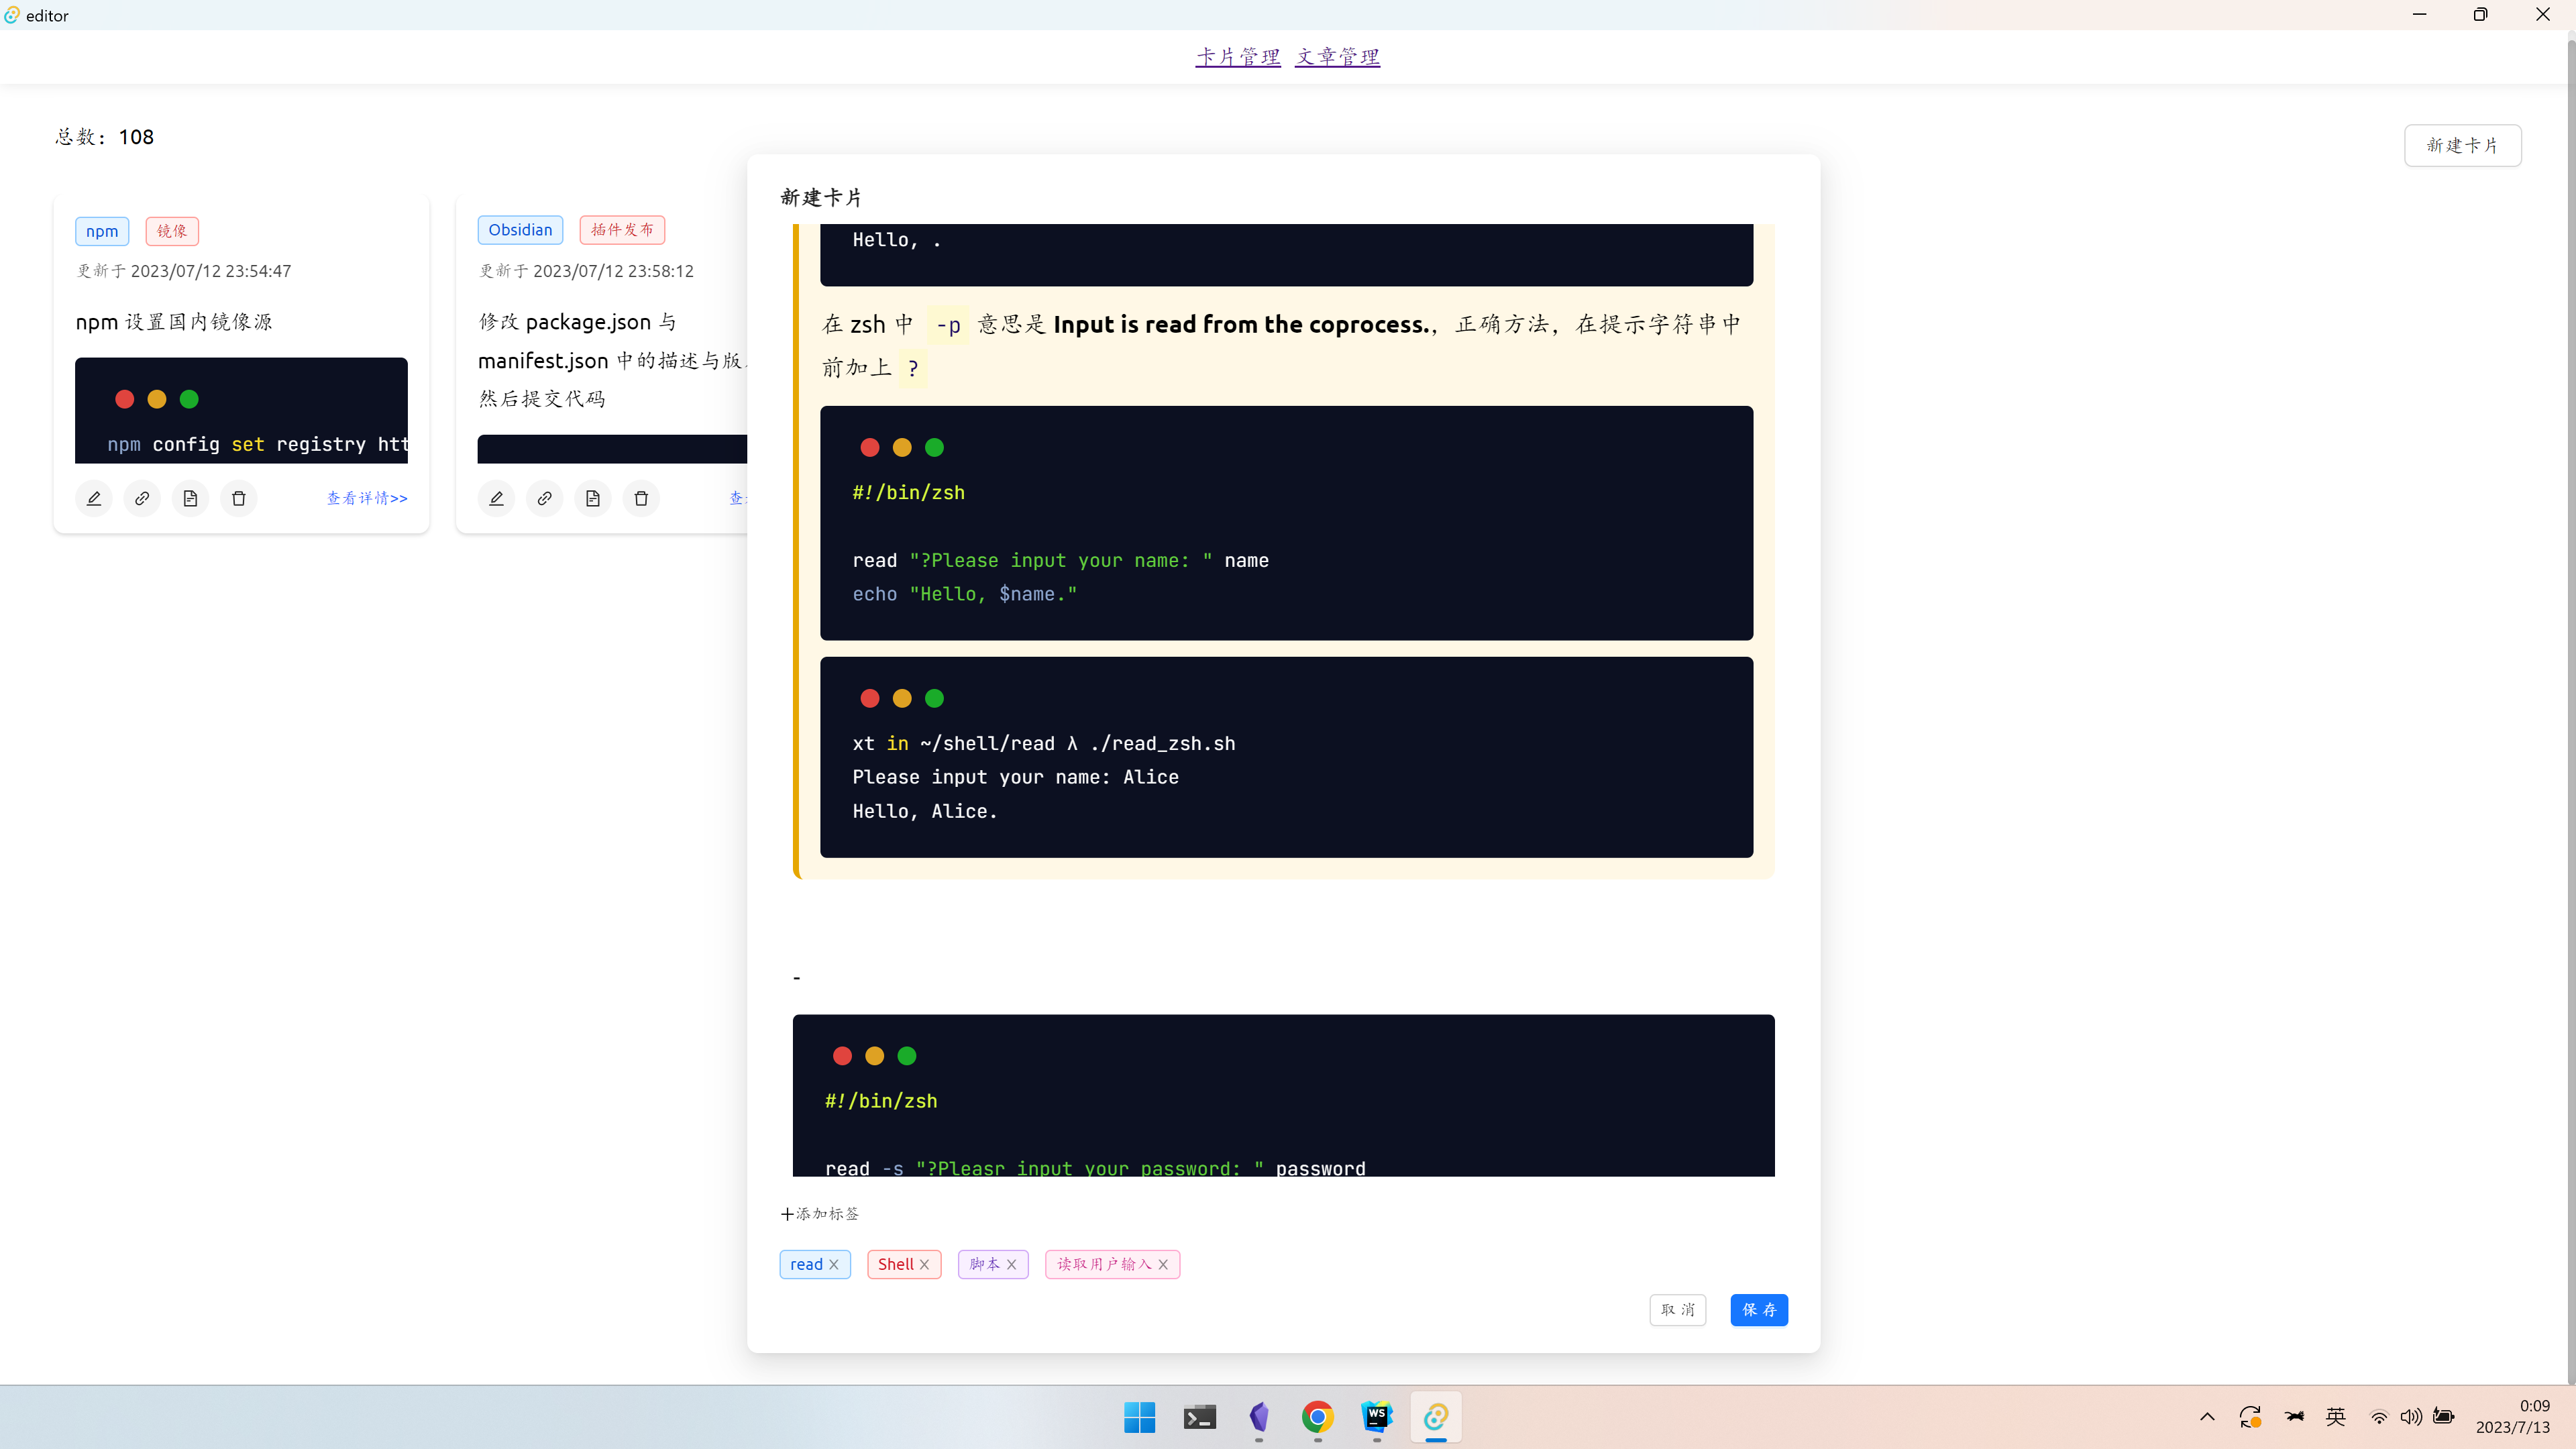 editor
卡片管理 文章管理
总数：108
新建卡片
npm 镜像
更新于 2023/07/12 23:54:47
npm 设置国内镜像源
npm config set registry htt
查看详情>>
Obsidian 插件发布
更新于 2023/07/12 23:58:12
修改 package.json 与
manifest.json 中的描述与版
然后提交代码
查
新建卡片
Hello, .
在 zsh 中 -p 意思是 Input is read from the coprocess.，正确方法，在提示字符串中
前加上 ?
#!/bin/zsh
read "?Please input your name: " name
echo "Hello, $name."
xt in ~/shell/read λ ./read_zsh.sh
Please input your name: Alice
Hello, Alice.
-
#!/bin/zsh
read -s "?Pleasr input your password: " password
+添加标签
read × Shell × 脚本 × 读取用户输入 ×
取 消 保 存
WS
英
0:09
2023/7/13